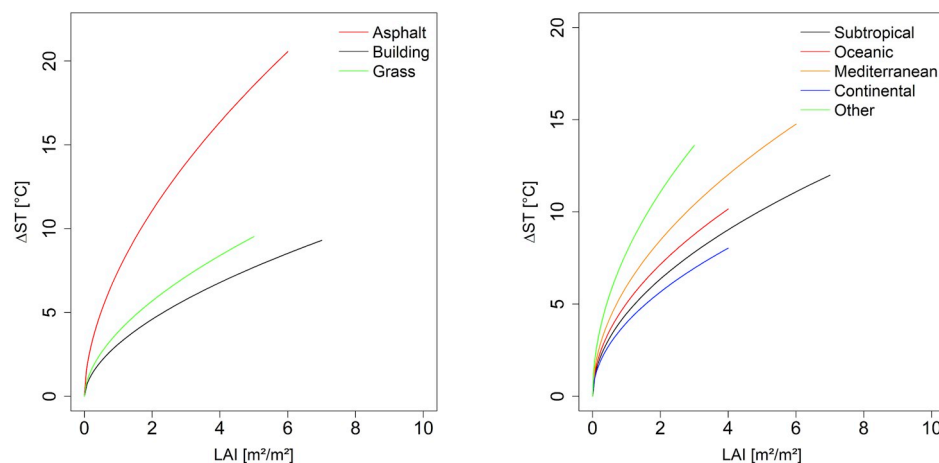 Asphalt
Building
Grass
ΔST [°C]
20
15
10
5
0
0 2 4 6 8 10
LAI [m²/m²]
Subtropical
Oceanic
Mediterranean
Continental
Other
ΔST [°C]
20
15
10
5
0
0 2 4 6 8 10
LAI [m²/m²]